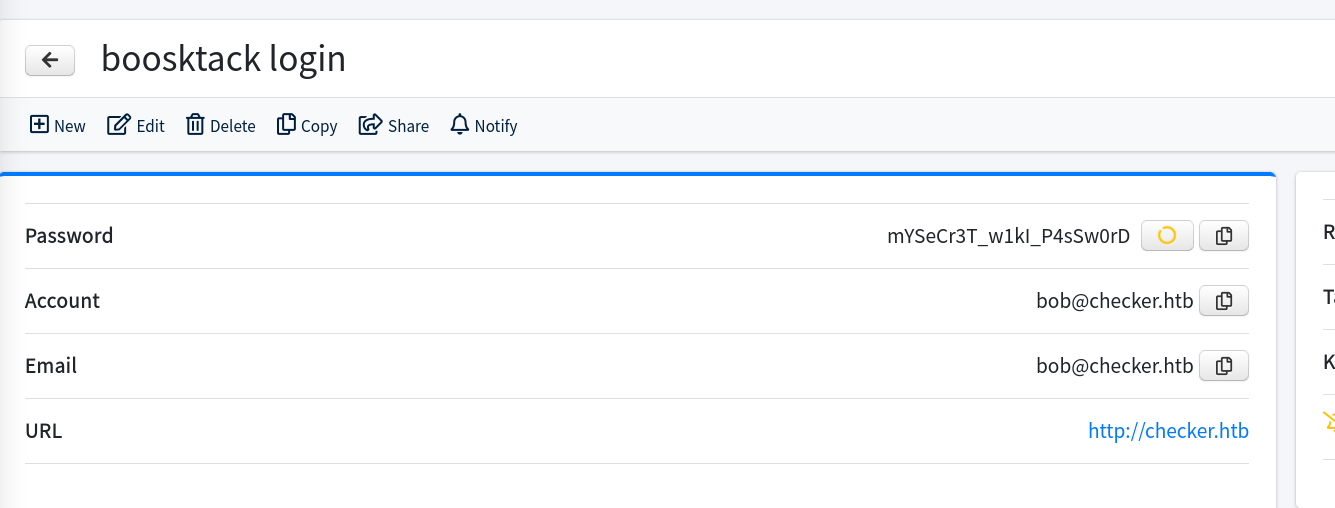 boosktack login
New Edit Delete Copy Share Notify
Password mYSeCr3T_w1kI_P4sSw0rD
Account bob@checker.htb
Email bob@checker.htb
URL http://checker.htb
R
K